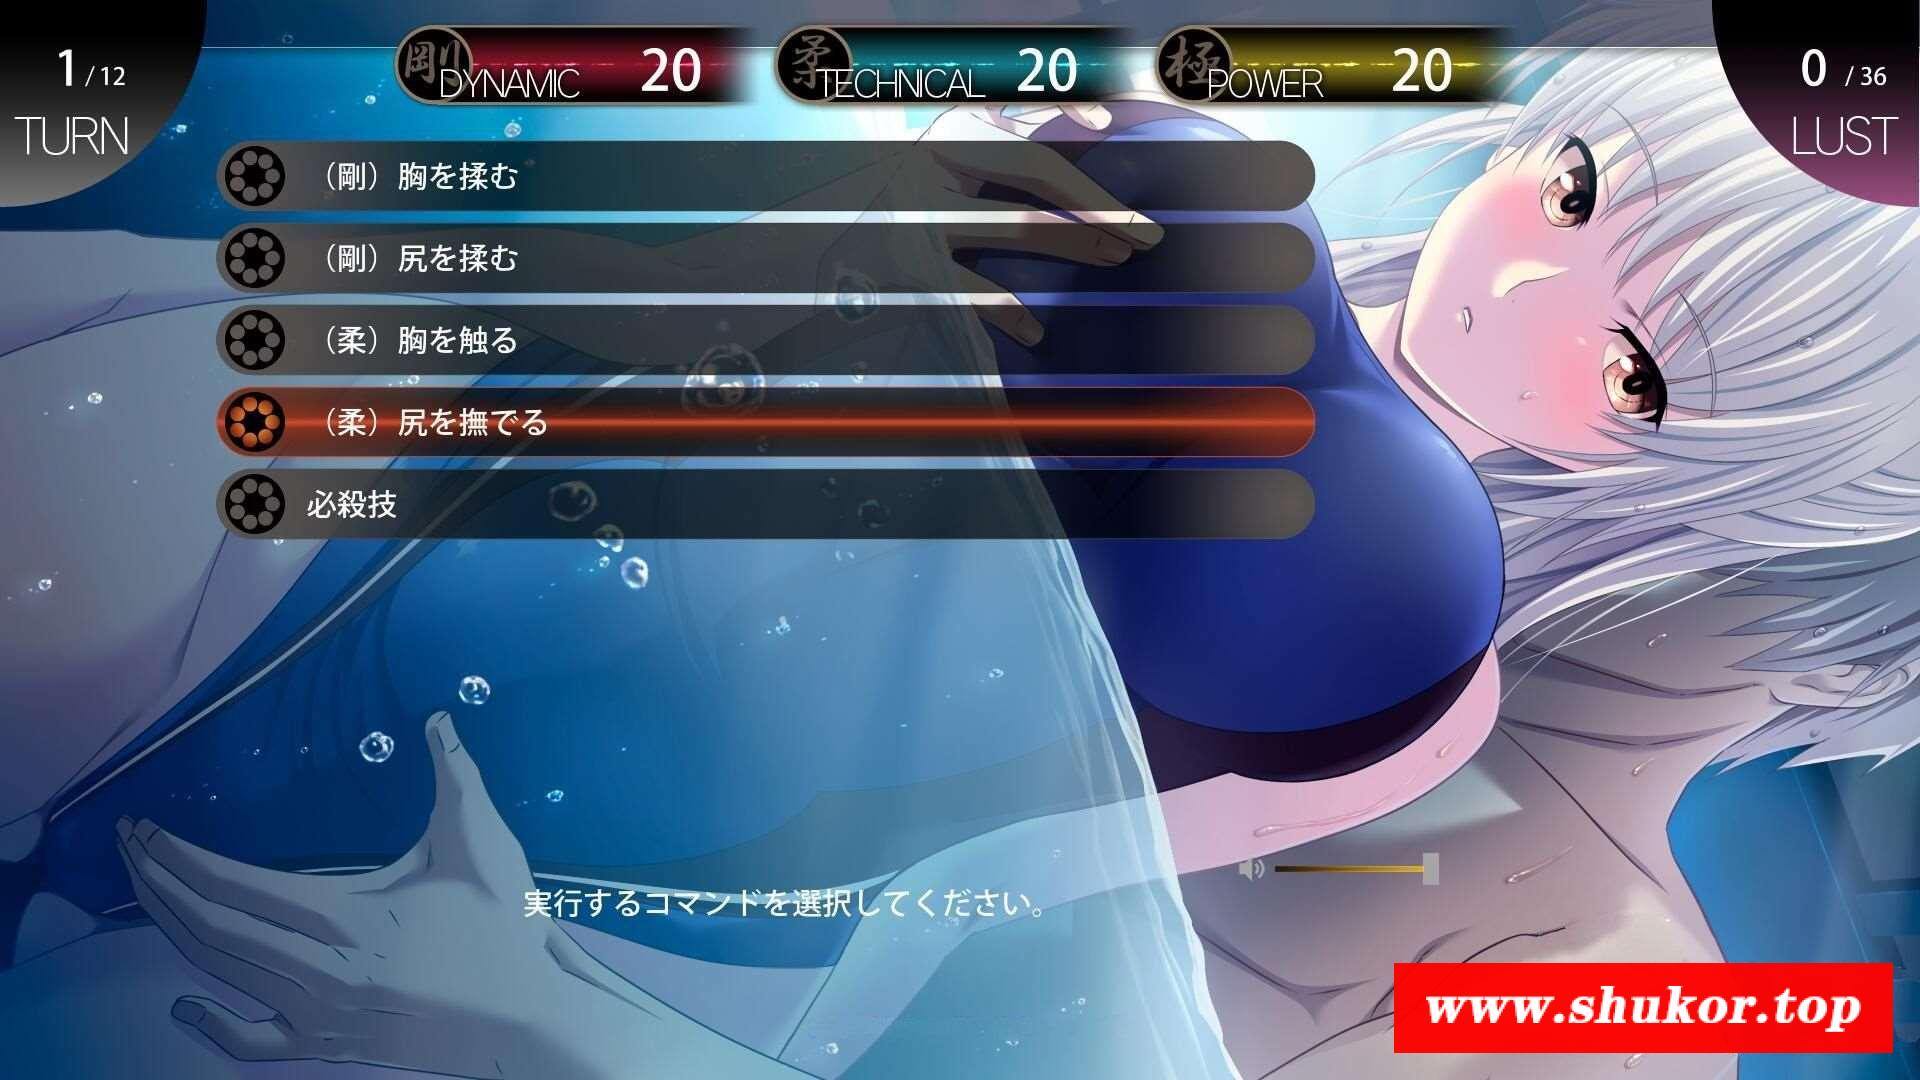 1 / 12
TURN
剛 DYNAMIC 20
柔 TECHNICAL 20
極 POWER 20
0 / 36
LUST
（剛）胸を揉む
（剛）尻を揉む
（柔）胸を触る
（柔）尻を撫でる
必殺技
実行するコマンドを選択してください。
www.shukor.top